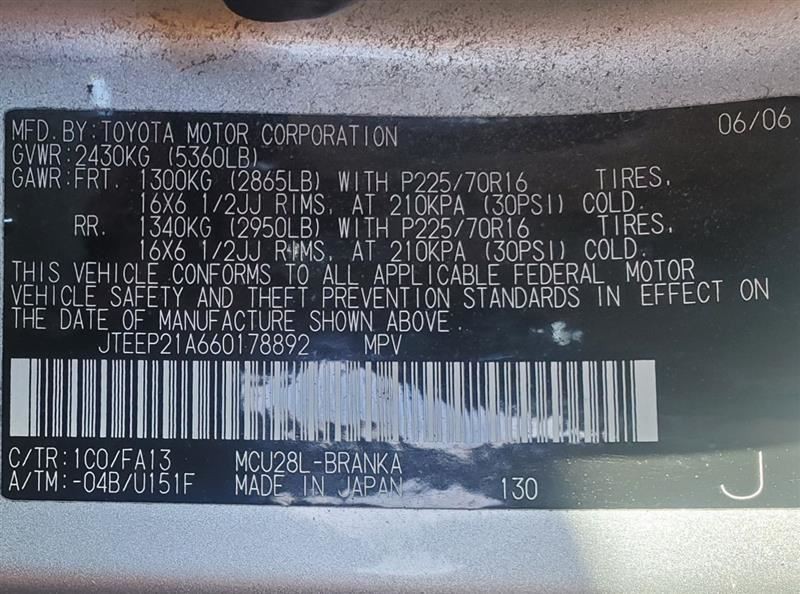 MFD. BY: TOYOTA MOTOR CORPORATION 06/06
GVWR: 2430KG (5360LB)
GAWR: FRT. 1300KG (2865LB) WITH P225/70R16 TIRES,
16X6 1/2JJ RIMS, AT 210KPA (30PSI) COLD.
RR. 1340KG (2950LB) WITH P225/70R16 TIRES,
16X6 1/2JJ RIMS, AT 210KPA (30PSI) COLD.
THIS VEHICLE CONFORMS TO ALL APPLICABLE FEDERAL MOTOR
VEHICLE SAFETY AND THEFT PREVENTION STANDARDS IN EFFECT ON
THE DATE OF MANUFACTURE SHOWN ABOVE.
JTEEP21A660178892 MPV
C/TR: 1C0/FA13 MCU28L-BRANKA
A/TM: -04B/U151F MADE IN JAPAN 130 J